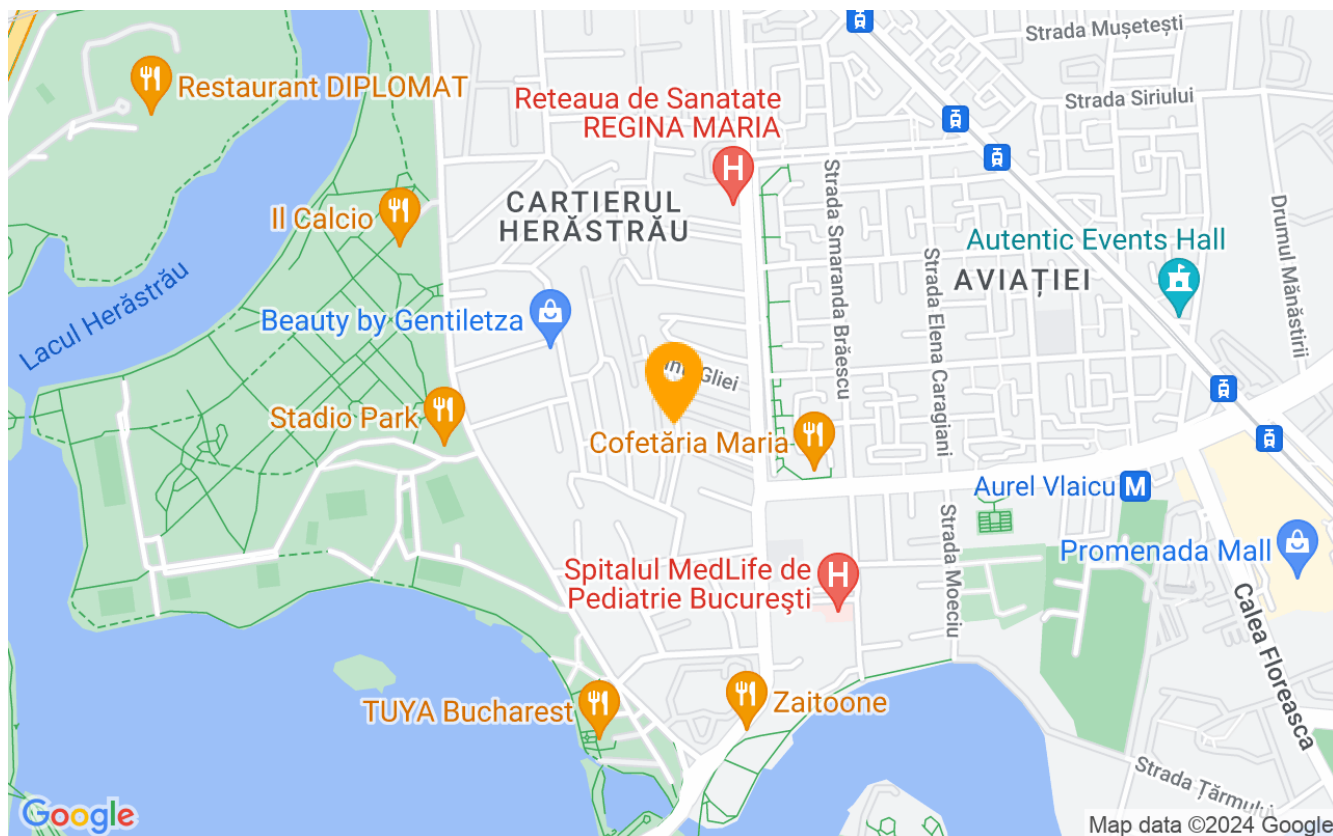 Strada Mușetești
Restaurant DIPLOMAT
Reteaua de Sanatate
REGINA MARIA
Strada Siriului
H
CARTIERUL
HERĂSTRĂU
Il Calcio
Strada Smaranda Brăescu
Strada Elena Caragiani
Drumul Mănăstirii
Autentic Events Hall
AVIAȚIEI
Lacul Herăstrău
Beauty by Gentiletza
Gliei
Stadio Park
Cofetăria Maria
Aurel Vlaicu M
Strada Moeciu
Promenada Mall
Spitalul MedLife de
Pediatrie Bucureşti
H
Calea Floreasca
TUYA Bucharest
Zaitoone
Strada Țărmului
Google
Map data ©2024 Google